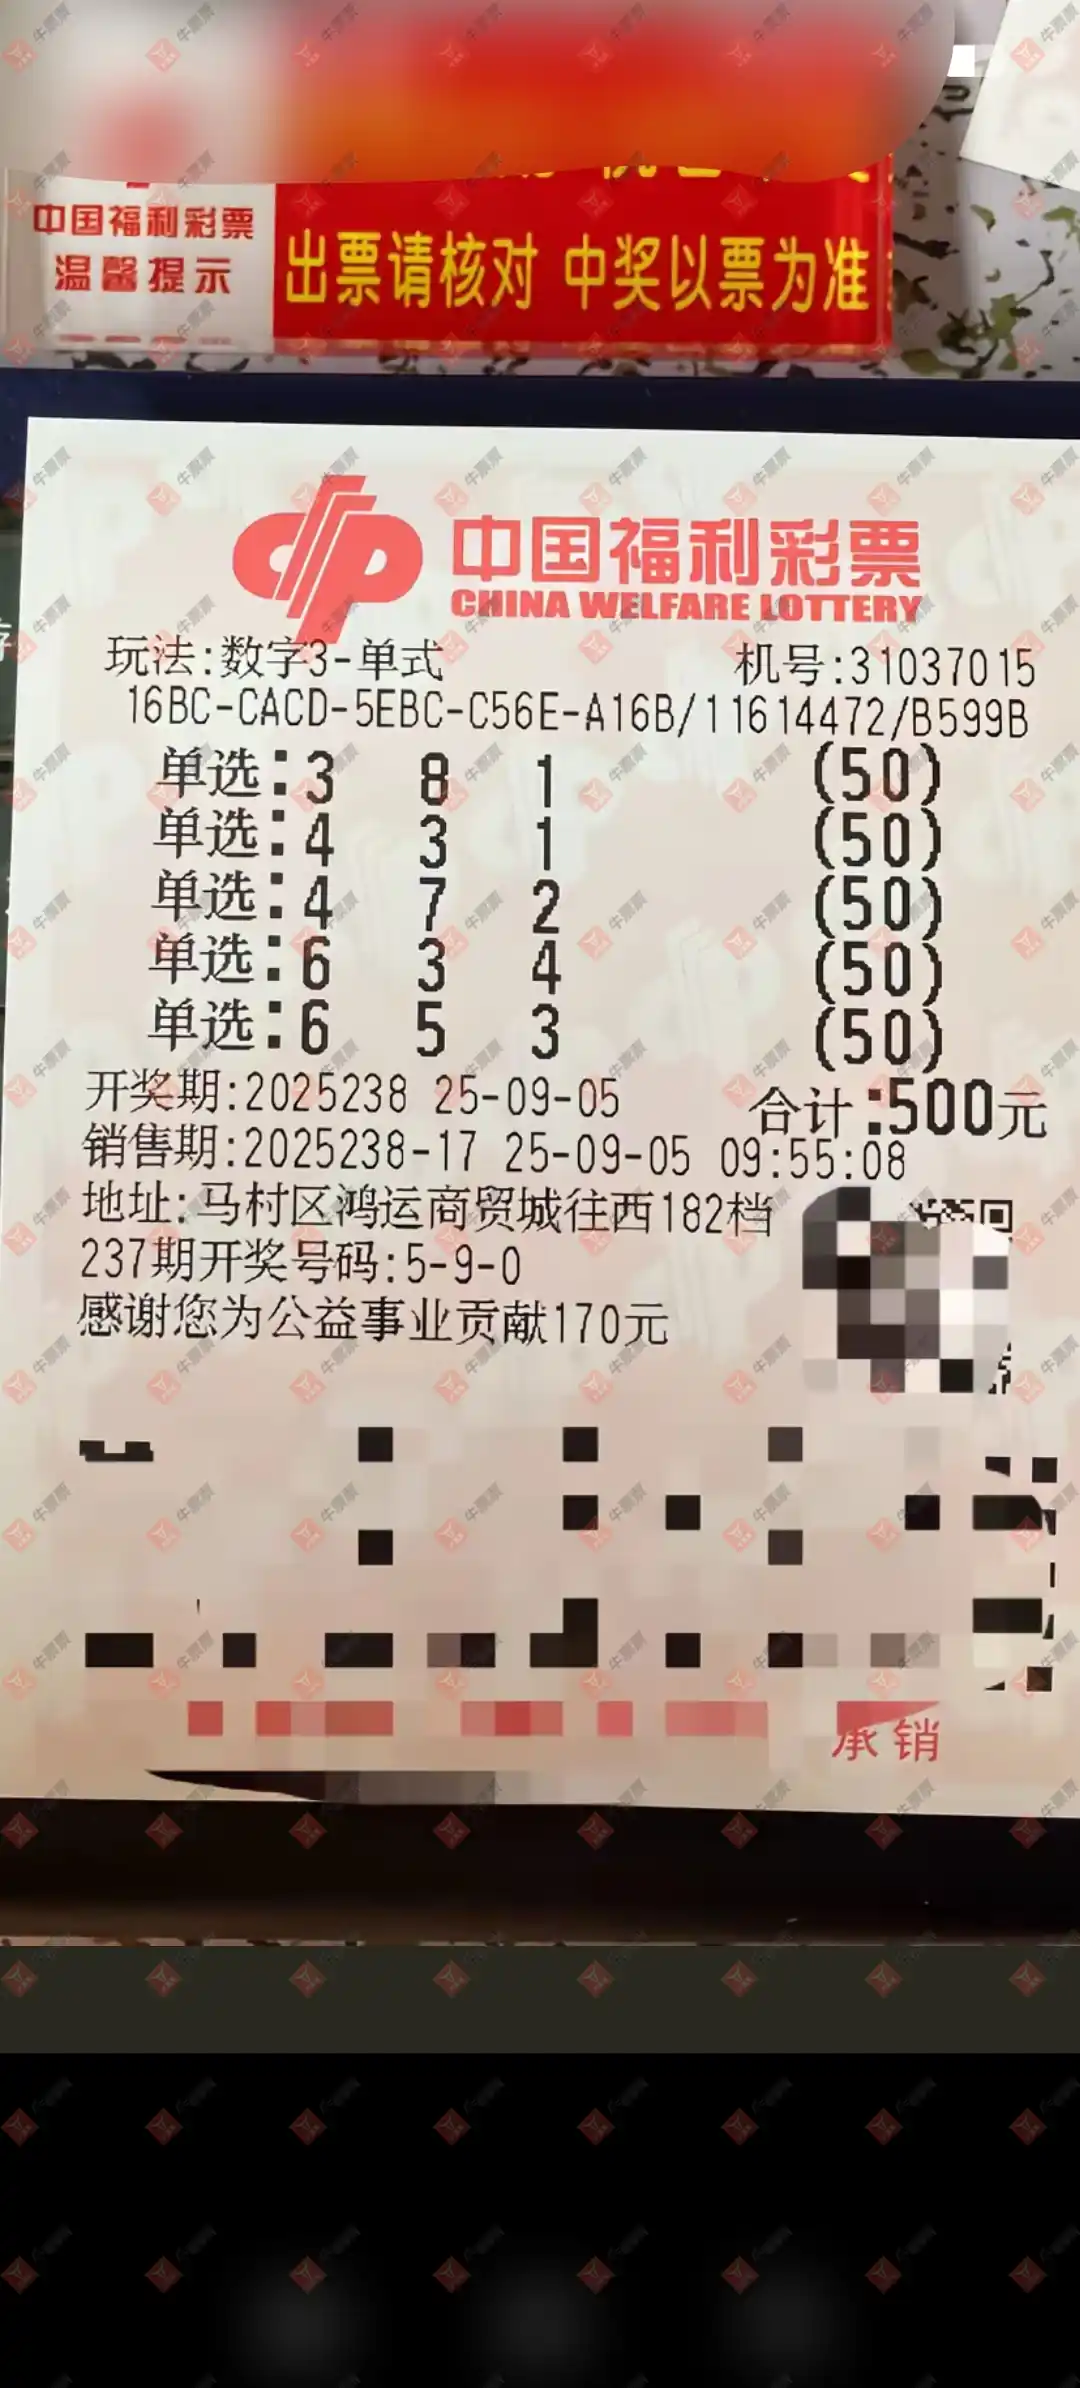 中国福利彩票
温馨提示
出票请核对 中奖以票为准
中国福利彩票
CHINA WELFARE LOTTERY
玩法:数字3-单式 机号:31037015
16BC-CACD-5EBC-C56E-A16B/11614472/B599B
单选:3 8 1 (50)
单选:4 3 1 (50)
单选:4 7 2 (50)
单选:6 3 4 (50)
单选:6 5 3 (50)
开奖期:2025238 25-09-05 合计:500元
销售期:2025238-17 25-09-05 09:55:08
地址:马村区鸿运商贸城往西182档
237期开奖号码:5-9-0
感谢您为公益事业贡献170元
承销
牛票票